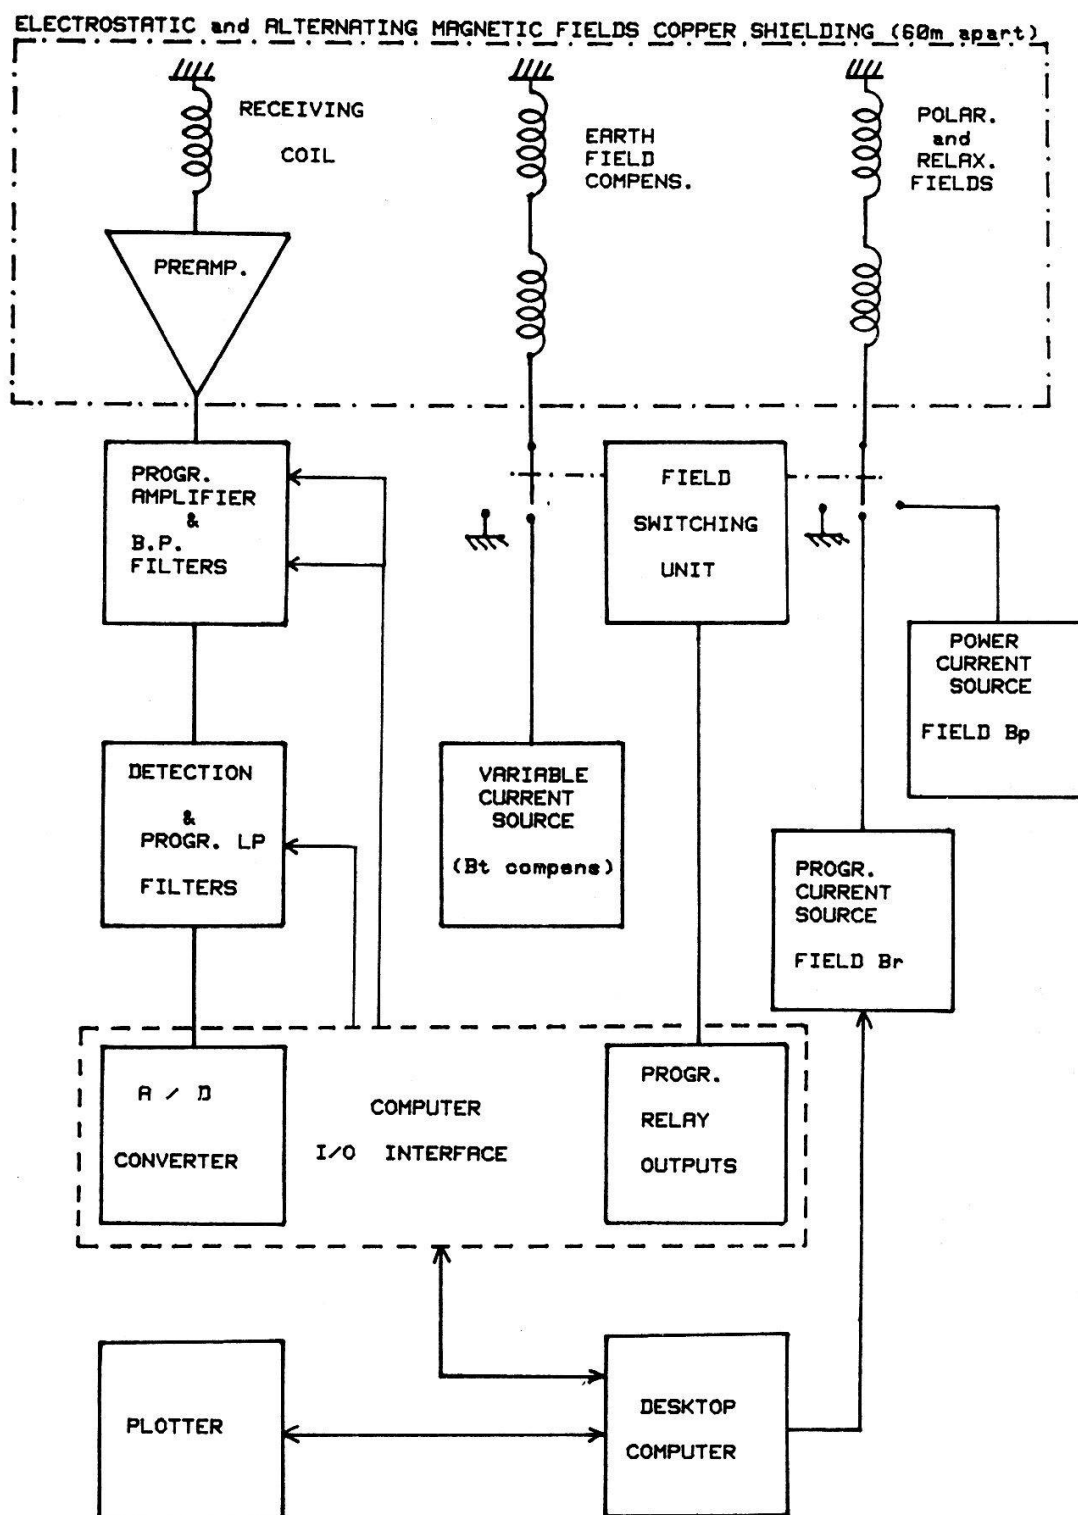 ELECTROSTATIC and ALTERNATING MAGNETIC FIELDS COPPER SHIELDING (60m apart)
RECEIVING
COIL
EARTH
FIELD
COMPENS.
POLAR.
and
RELAX.
FIELDS
PREAMP.
PROGR.
AMPLIFIER
&
B.P.
FILTERS
FIELD
SWITCHING
UNIT
POWER
CURRENT
SOURCE
FIELD Bp
DETECTION
&
PROGR. LP
FILTERS
VARIABLE
CURRENT
SOURCE
(Bt compens)
PROGR.
CURRENT
SOURCE
FIELD Br
A / D
CONVERTER
COMPUTER
I/O INTERFACE
PROGR.
RELAY
OUTPUTS
PLOTTER
DESKTOP
COMPUTER